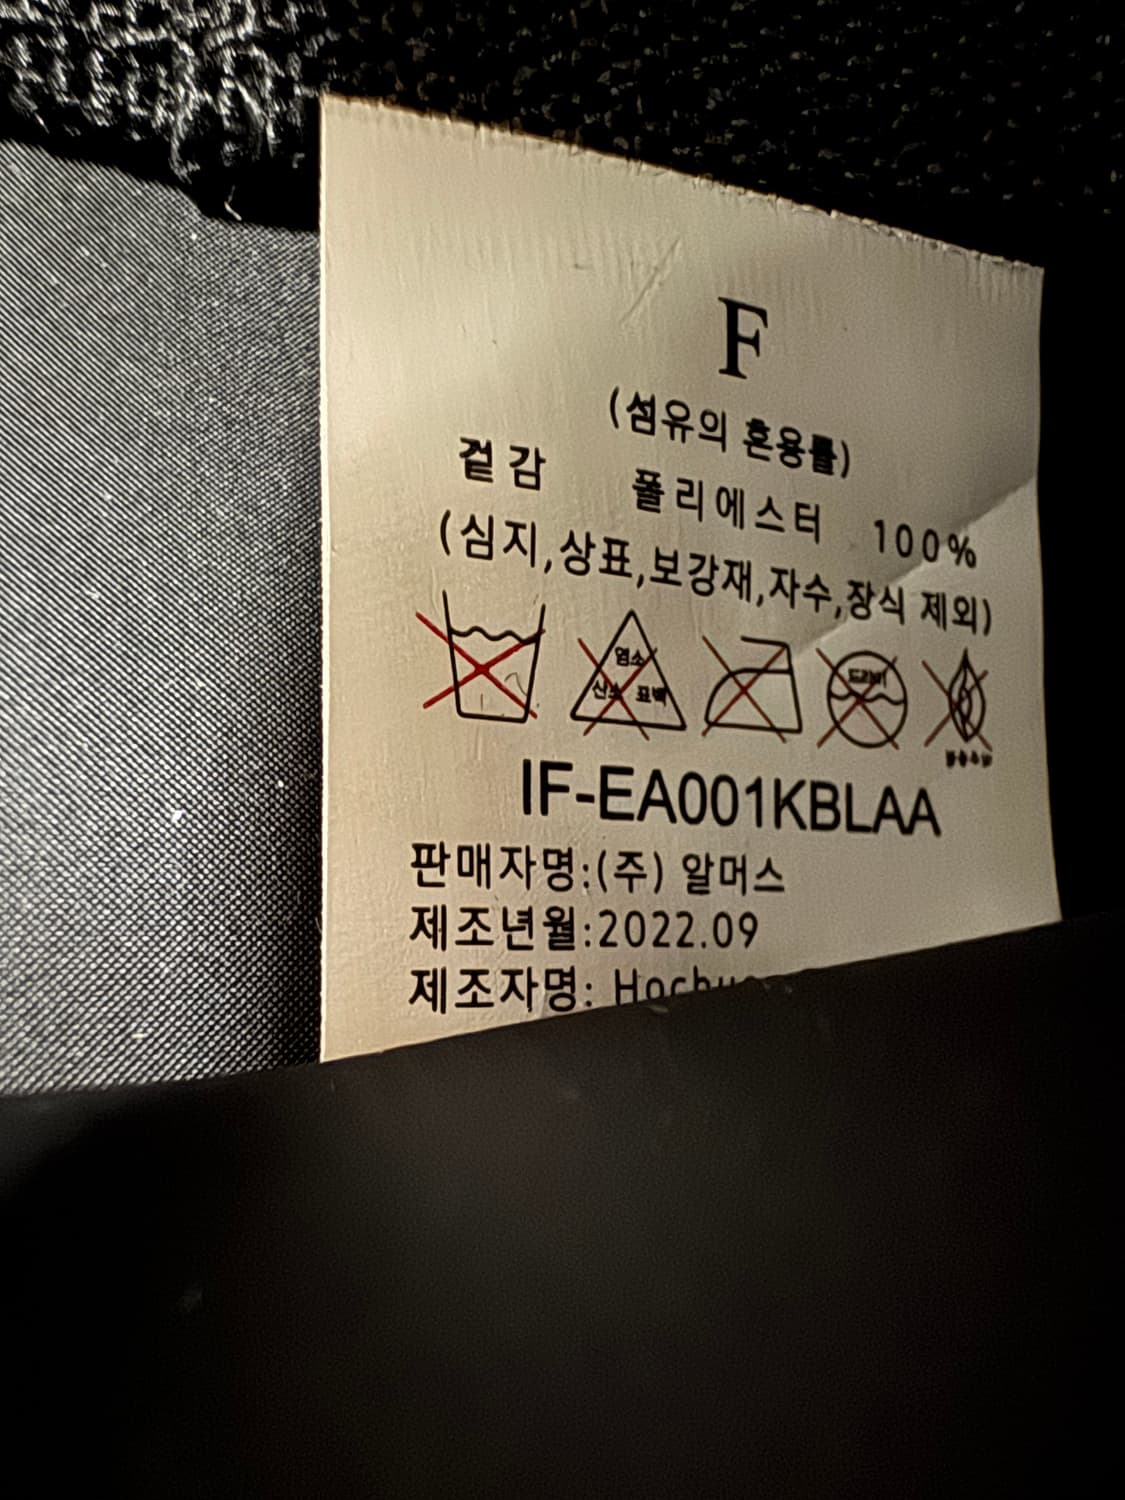 F
(섬유의 혼용률)
겉감 폴리에스터 100%
(심지,상표,보강재,자수,장식 제외)
염소
산소 표백
드라이
IF-EA001KBLAA
판매자명:(주) 알머스
제조년월:2022.09
제조자명: